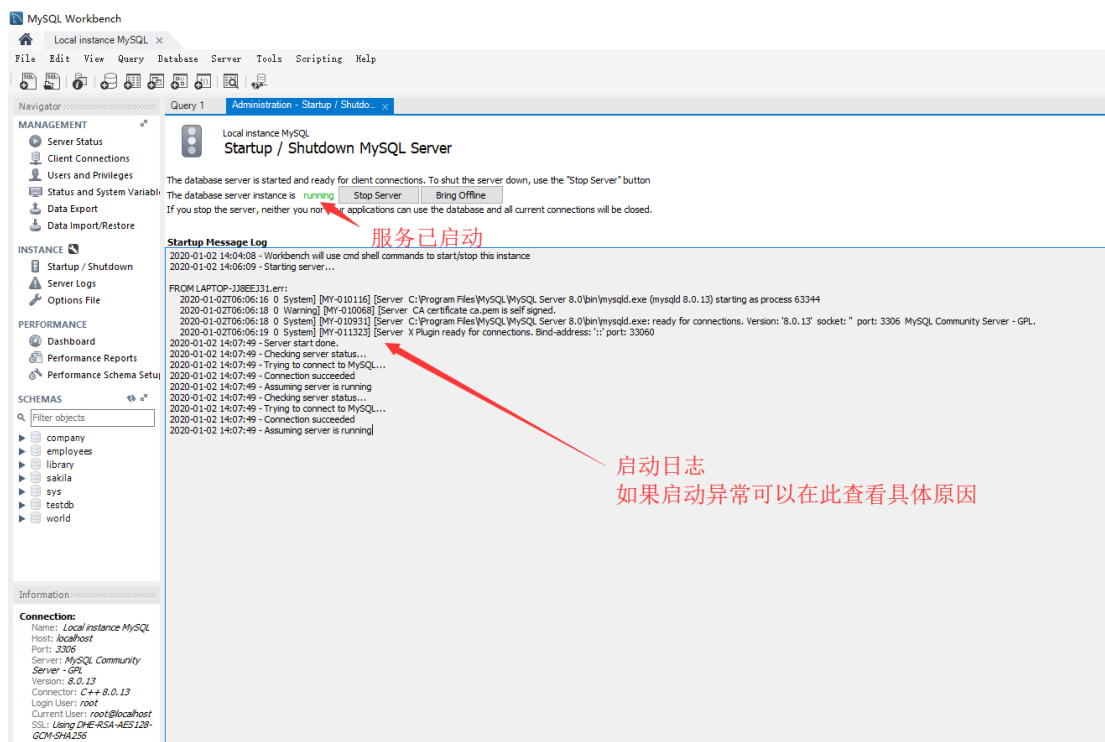 MySQL Workbench
Local instance MySQL ×
File Edit View Query Database Server Tools Scripting Help
Navigator
Query 1
Administration - Startup / Shutdo... ×
MANAGEMENT
Server Status
Client Connections
Users and Privileges
Status and System Variabl
Data Export
Data Import/Restore
INSTANCE
Startup / Shutdown
Server Logs
Options File
PERFORMANCE
Dashboard
Performance Reports
Performance Schema Setu
SCHEMAS
Filter objects
company
employees
library
sakila
sys
testdb
world
Information
Connection:
Name: Local instance MySQL
Host: localhost
Port: 3306
Server: MySQL Community
Server - GPL
Version: 8.0.13
Connector: C++ 8.0.13
Login User: root
Current User: root@localhost
SSL: Using DHE-RSA-AES128-
GCM-SHA256
Local instance MySQL
Startup / Shutdown MySQL Server
The database server is started and ready for client connections. To shut the server down, use the "Stop Server" button
The database server instance is running Stop Server Bring Offline
If you stop the server, neither you nor your applications can use the database and all current connections will be closed.
服务已启动
Startup Message Log
2020-01-02 14:04:08 - Workbench will use cmd shell commands to start/stop this instance
2020-01-02 14:06:09 - Starting server...
FROM LAPTOP-JJ8EEJ31.err:
2020-01-02T06:06:16 0 System] [MY-010116] [Server C:\Program Files\MySQL\MySQL Server 8.0\bin\mysqld.exe (mysqld 8.0.13) starting as process 63344
2020-01-02T06:06:18 0 Warning] [MY-010068] [Server CA certificate ca.pem is self signed.
2020-01-02T06:06:18 0 System] [MY-010931] [Server C:\Program Files\MySQL\MySQL Server 8.0\bin\mysqld.exe: ready for connections. Version: '8.0.13' socket: '' port: 3306 MySQL Community Server - GPL.
2020-01-02T06:06:19 0 System] [MY-011323] [Server X Plugin ready for connections. Bind-address: '::' port: 33060
2020-01-02 14:07:49 - Server start done.
2020-01-02 14:07:49 - Checking server status...
2020-01-02 14:07:49 - Trying to connect to MySQL...
2020-01-02 14:07:49 - Connection succeeded
2020-01-02 14:07:49 - Assuming server is running
2020-01-02 14:07:49 - Checking server status...
2020-01-02 14:07:49 - Trying to connect to MySQL...
2020-01-02 14:07:49 - Connection succeeded
2020-01-02 14:07:49 - Assuming server is running
启动日志
如果启动异常可以在此查看具体原因